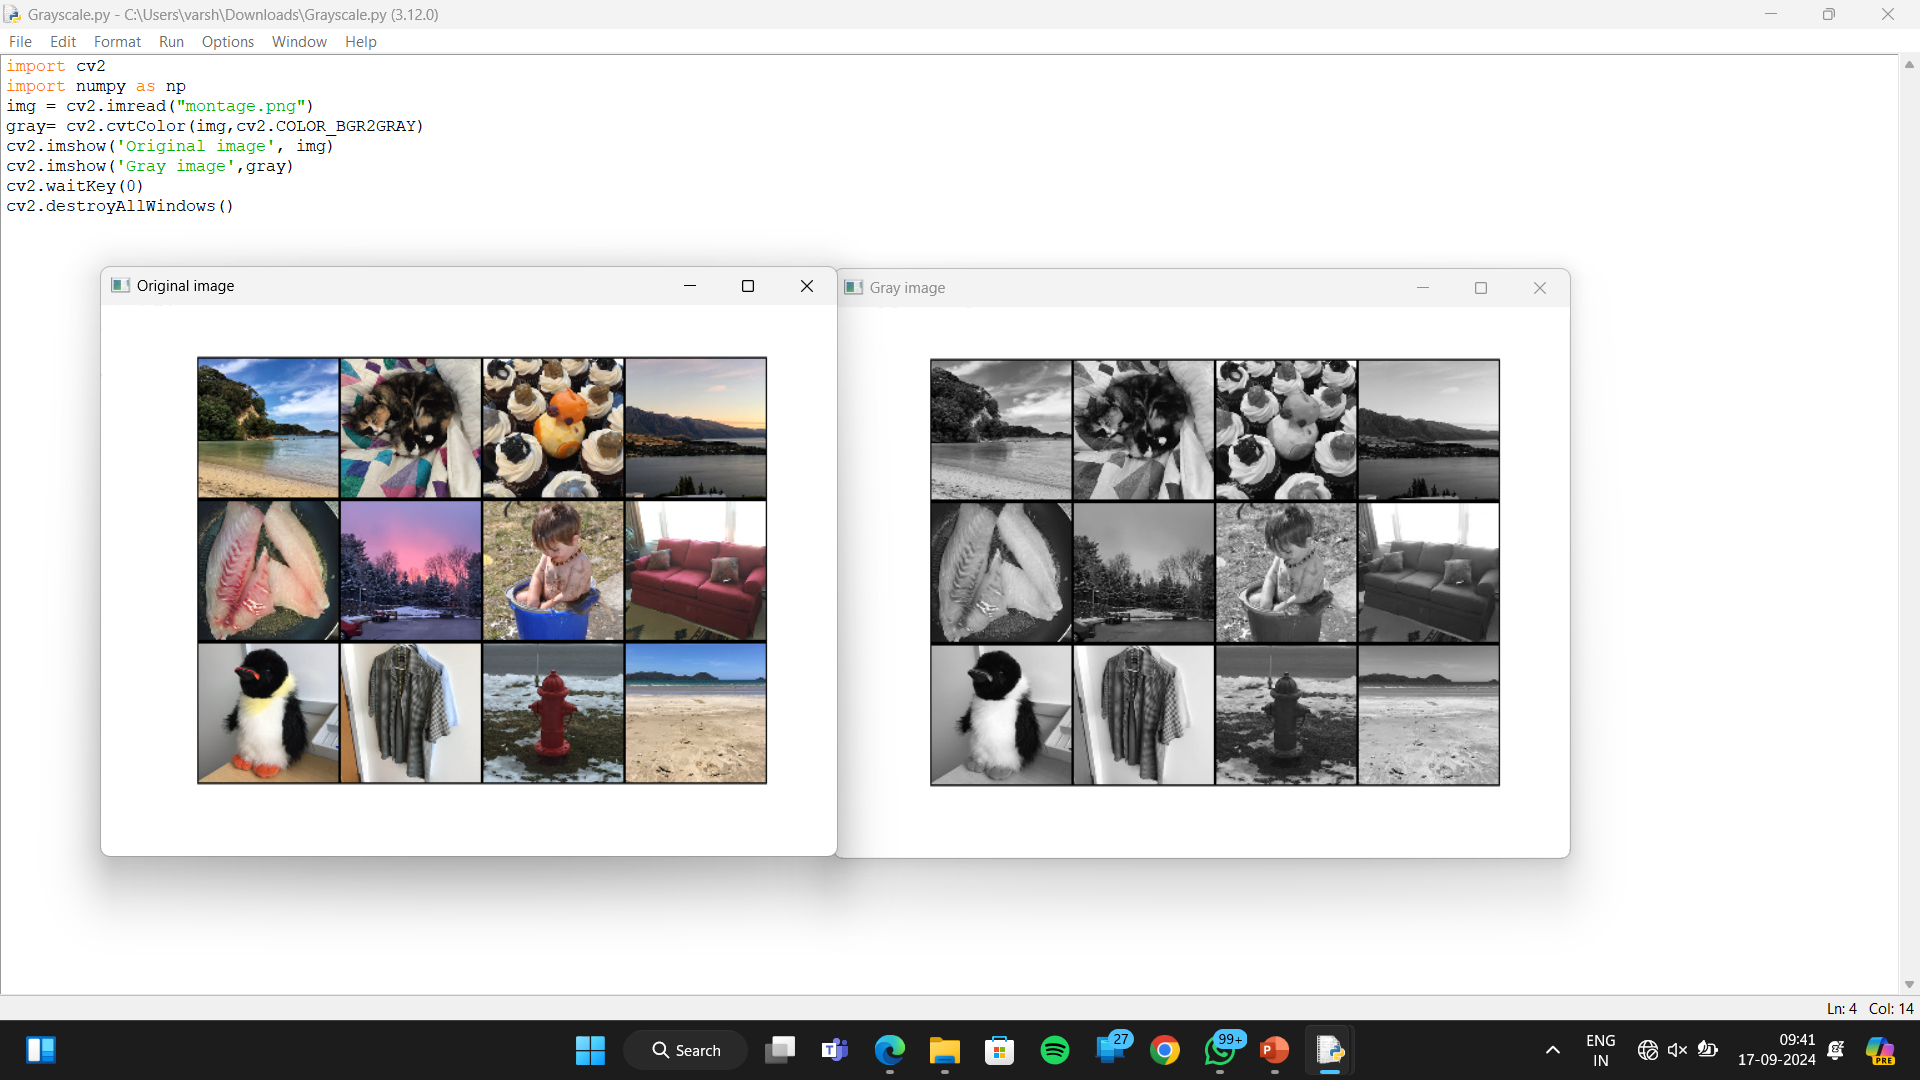 Grayscale.py - C:\Users\varsh\Downloads\Grayscale.py (3.12.0)
File Edit Format Run Options Window Help
import cv2
import numpy as np
img = cv2.imread("montage.png")
gray= cv2.cvtColor(img,cv2.COLOR_BGR2GRAY)
cv2.imshow('Original image', img)
cv2.imshow('Gray image',gray)
cv2.waitKey(0)
cv2.destroyAllWindows()
Original image
Gray image
Ln: 4 Col: 14
Search
27
99+
ENG
IN
09:41
17-09-2024
PRE